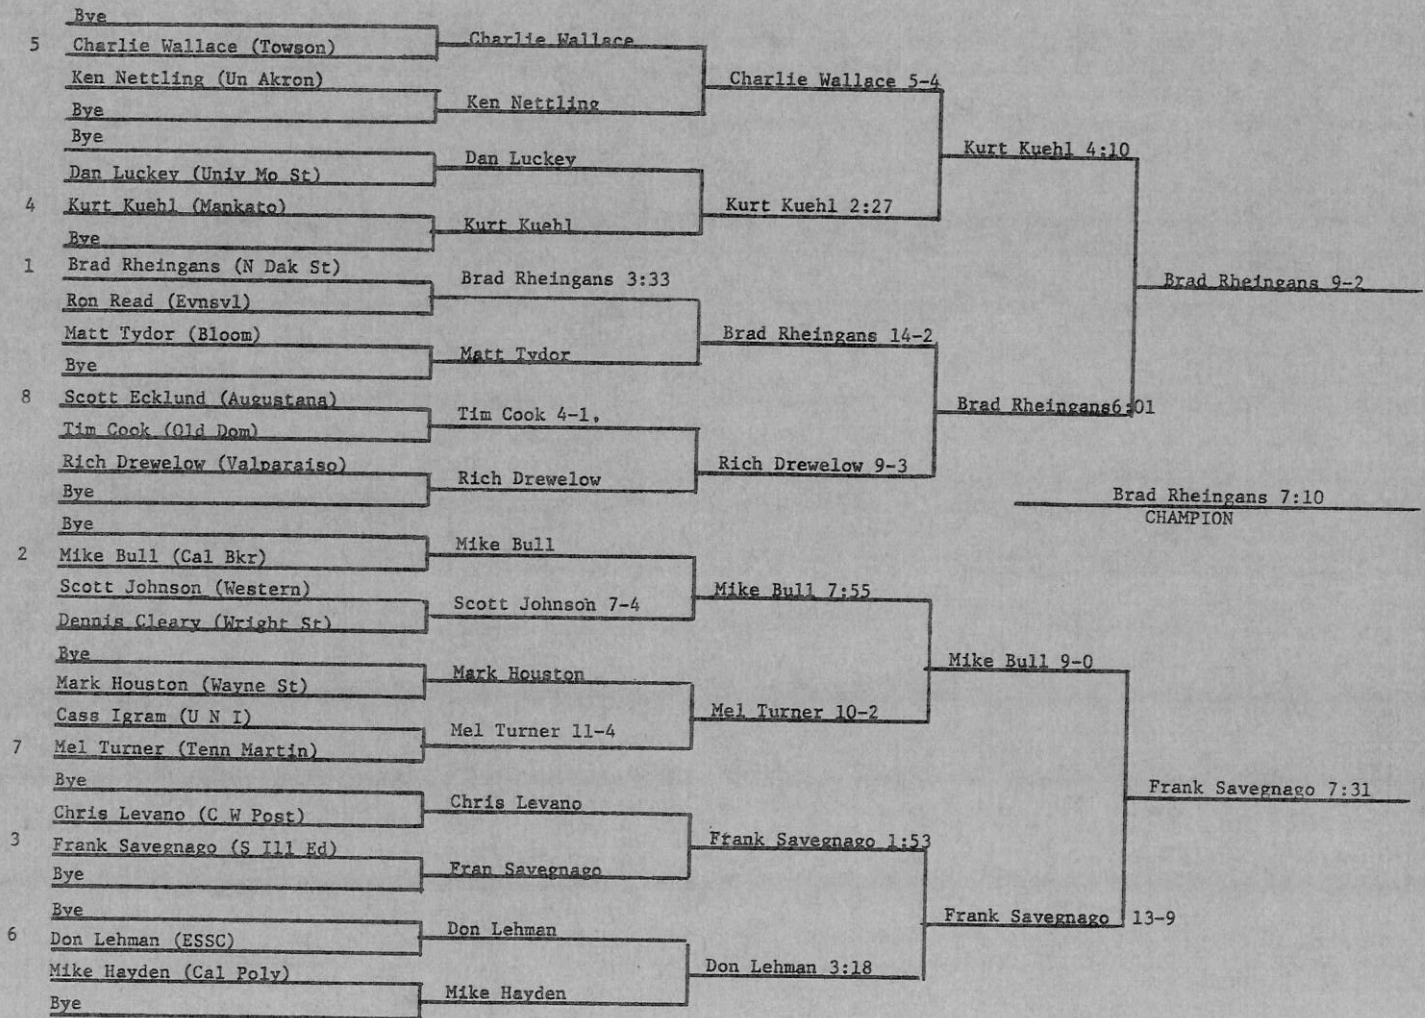 Bye
5 Charlie Wallace (Towson)
Ken Nettling (Un Akron)
Bye
Bye
Dan Luckey (Univ Mo St)
4 Kurt Kuehl (Mankato)
Bye
1 Brad Rheingans (N Dak St)
Ron Read (Evnsvl)
Matt Tydor (Bloom)
Bye
8 Scott Ecklund (Augustana)
Tim Cook (Old Dom)
Rich Drewelow (Valparaiso)
Bye
Bye
2 Mike Bull (Cal Bkr)
Scott Johnson (Western)
Dennis Cleary (Wright St)
Bye
Mark Houston (Wayne St)
Cass Igram (U N I)
7 Mel Turner (Tenn Martin)
Bye
Chris Levano (C W Post)
3 Frank Savegnago (S Ill Ed)
Bye
Bye
6 Don Lehman (ESSC)
Mike Hayden (Cal Poly)
Bye
Charlie Wallace
Ken Nettling
Dan Luckey
Kurt Kuehl
Brad Rheingans 3:33
Matt Tydor
Tim Cook 4-1.
Rich Drewelow
Mike Bull
Scott Johnson 7-4
Mark Houston
Mel Turner 11-4
Chris Levano
Fran Savegnago
Don Lehman
Mike Hayden
Charlie Wallace 5-4
Kurt Kuehl 2:27
Brad Rheingans 14-2
Rich Drewelow 9-3
Mike Bull 7:55
Mel Turner 10-2
Frank Savegnago 1:53
Don Lehman 3:18
Kurt Kuehl 4:10
Brad Rheingans6:01
Mike Bull 9-0
Frank Savegnago 13-9
Brad Rheingans 9-2
Frank Savegnago 7:31
Brad Rheingans 7:10
CHAMPION